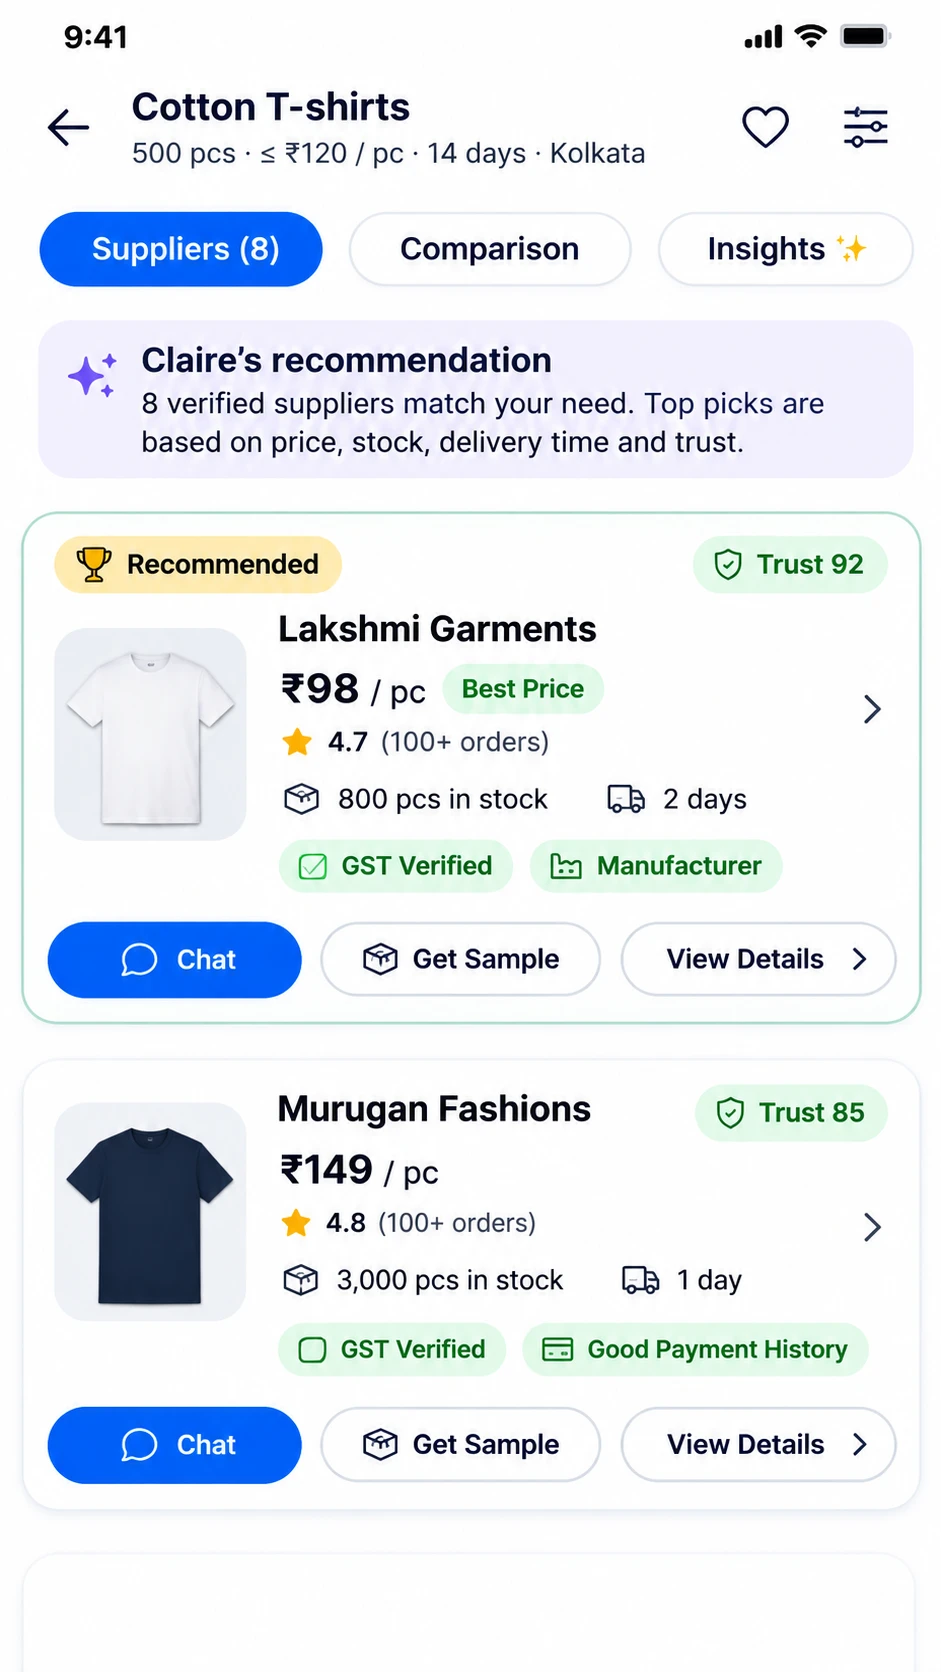 9:41
Cotton T-shirts
500 pcs · ≤ ₹120 / pc · 14 days · Kolkata
Suppliers (8)
Comparison
Insights
Claire’s recommendation
8 verified suppliers match your need. Top picks are
based on price, stock, delivery time and trust.
Recommended
Trust 92
Lakshmi Garments
₹98 / pc
Best Price
4.7 (100+ orders)
800 pcs in stock
2 days
GST Verified
Manufacturer
Chat
Get Sample
View Details
Murugan Fashions
Trust 85
₹149 / pc
4.8 (100+ orders)
3,000 pcs in stock
1 day
GST Verified
Good Payment History
Chat
Get Sample
View Details